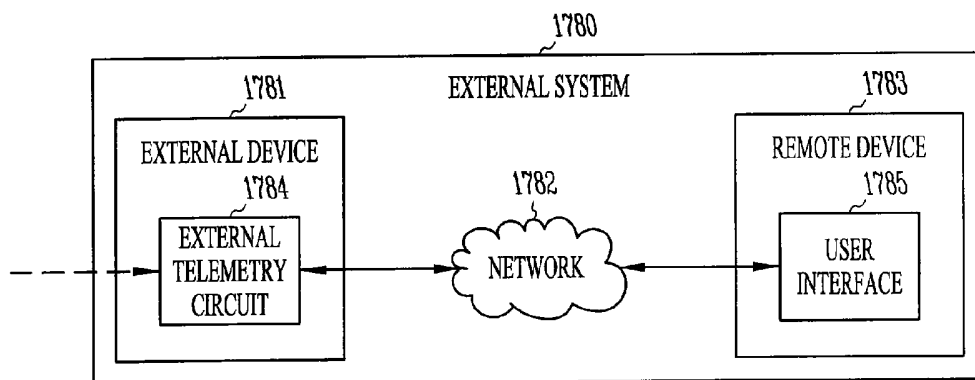 1780
EXTERNAL SYSTEM
1781
EXTERNAL DEVICE
1784
EXTERNAL
TELEMETRY
CIRCUIT
1782
NETWORK
1783
REMOTE DEVICE
1785
USER
INTERFACE